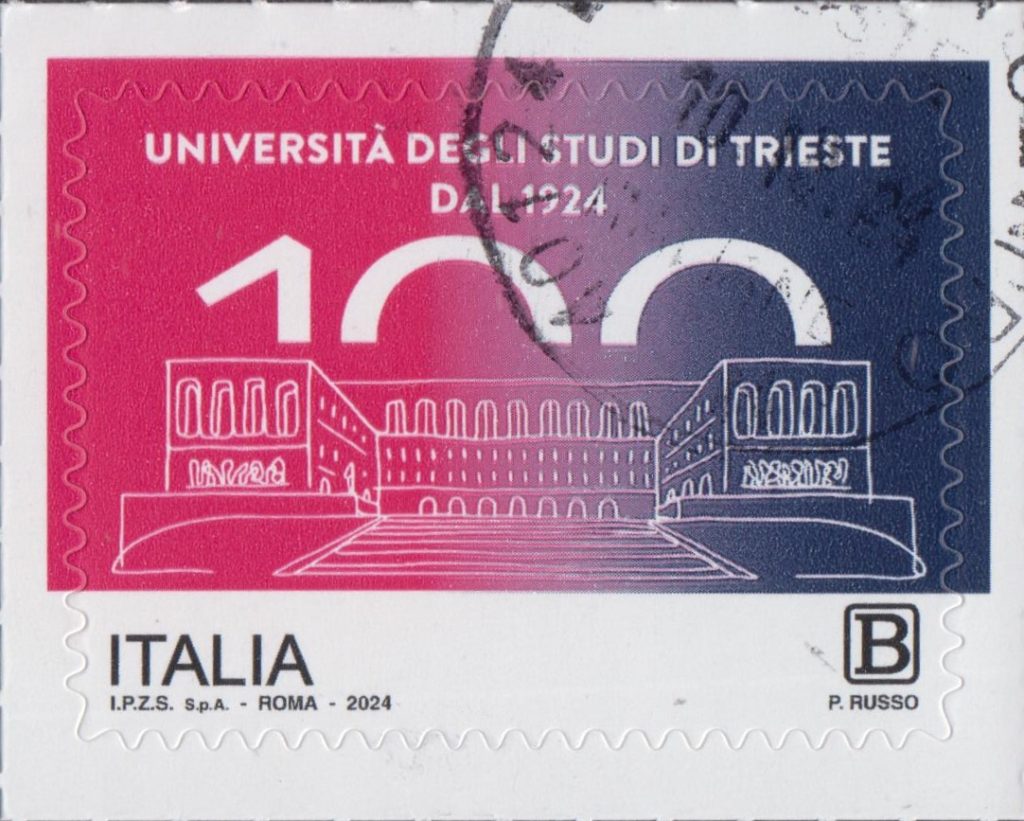 UNIVERSITÀ DEGLI STUDI DI TRIESTE
DAL 1924
100
ITALIA
B
I.P.Z.S. S.p.A. - ROMA - 2024
P. RUSSO